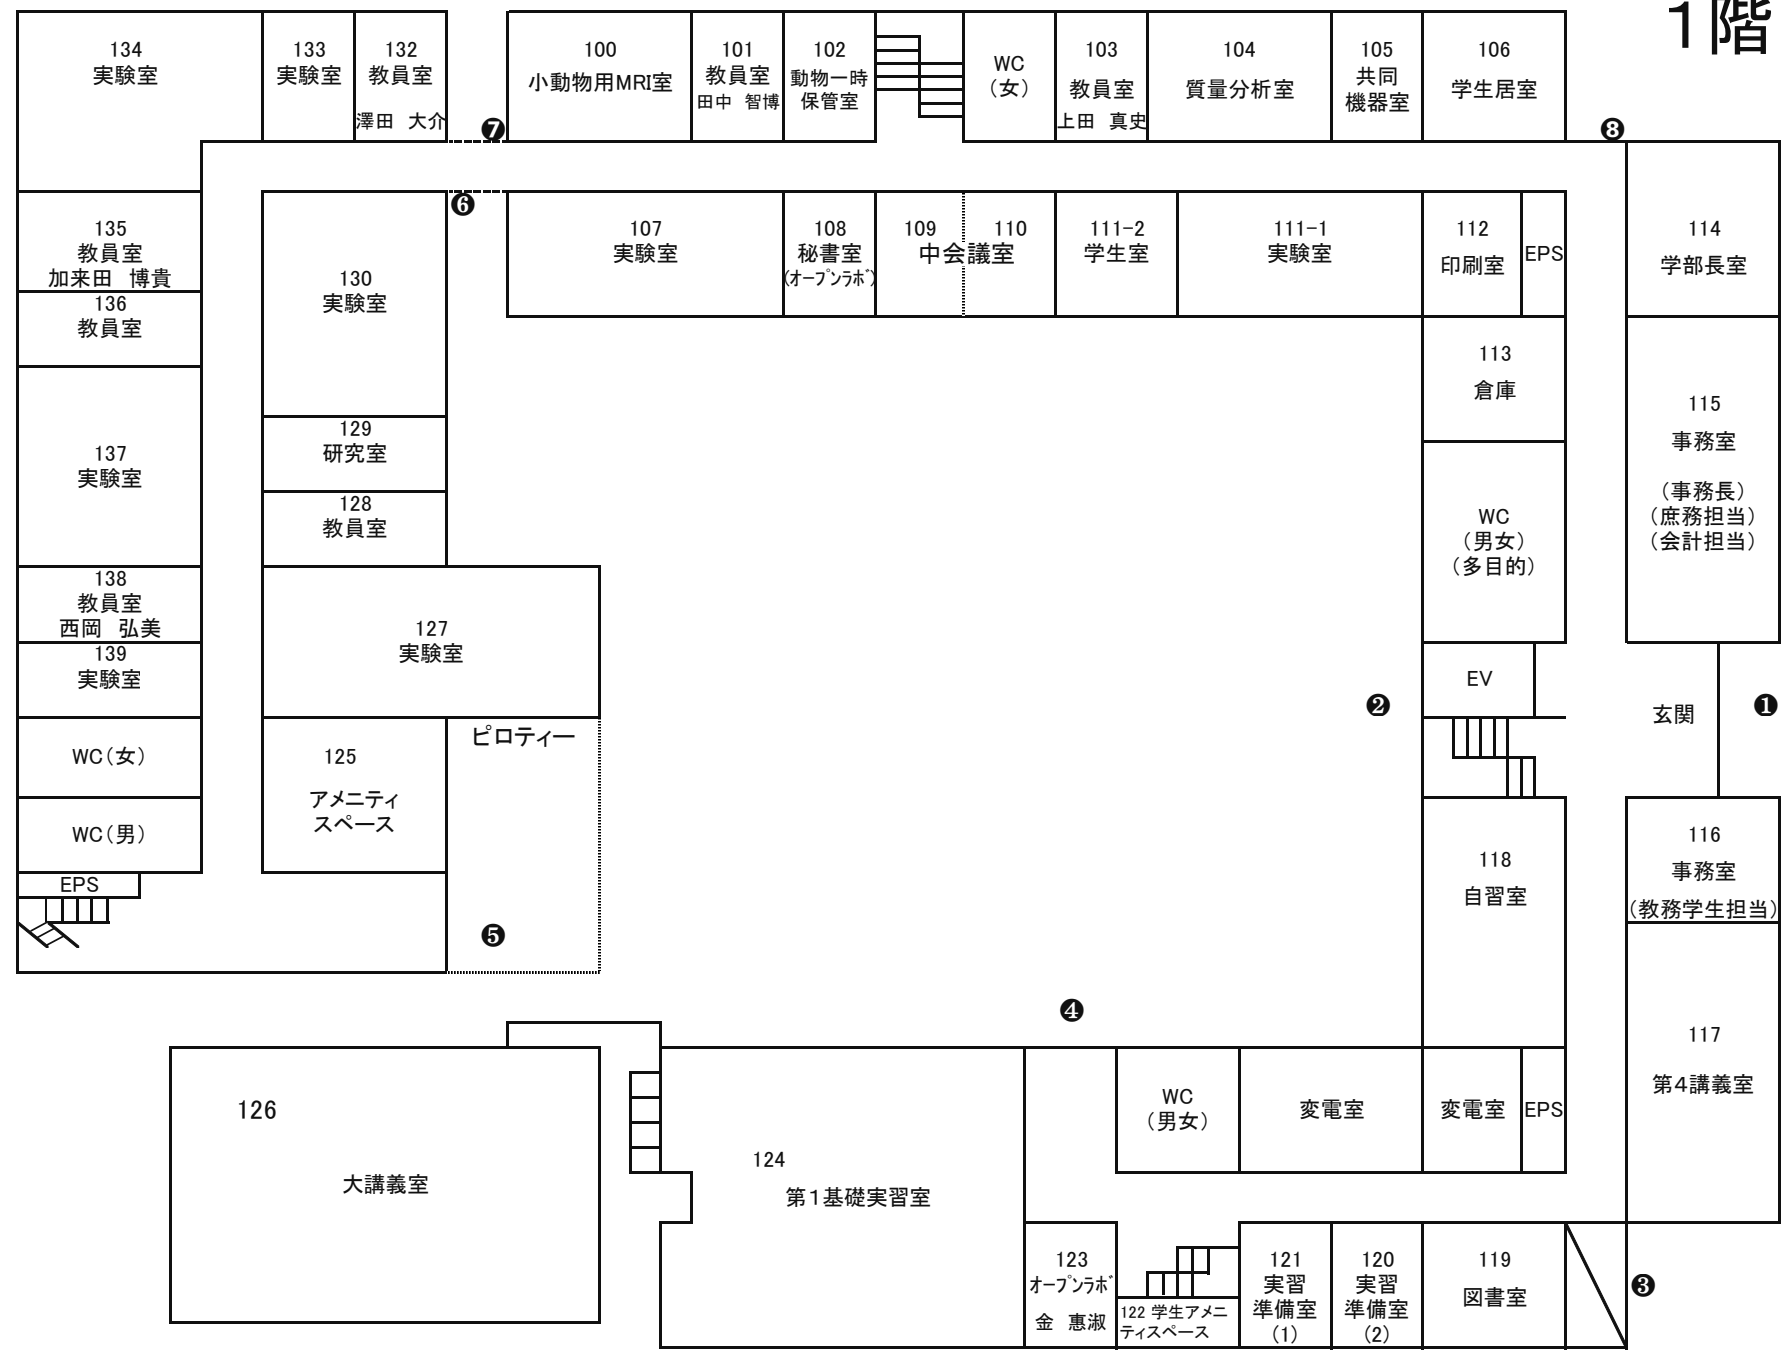 1階
134
実験室
133
実験室
132
教員室
澤田 大介
❼
100
小動物用MRI室
101
教員室
田中 智博
102
動物一時
保管室
WC
（女）
103
教員室
上田 真史
104
質量分析室
105
共同
機器室
106
学生居室
❽
❻
135
教員室
加来田 博貴
136
教員室
130
実験室
107
実験室
108
秘書室
(オープンラボ)
109
110
中会議室
111-2
学生室
111-1
実験室
112
印刷室
EPS
114
学部長室
113
倉庫
115
事務室
（事務長）
（庶務担当）
（会計担当）
129
研究室
137
実験室
128
教員室
WC
（男女）
（多目的）
138
教員室
西岡 弘美
127
実験室
139
実験室
EV
❷
玄関
❶
WC（女）
125
アメニティ
スペース
ピロティー
WC（男）
EPS
❺
118
自習室
116
事務室
（教務学生担当）
❹
117
第４講義室
126
大講義室
124
第１基礎実習室
WC
（男女）
変電室
変電室
EPS
123
オープンラボ
金 惠淑
122 学生アメニ
ティスペース
121
実習
準備室
(1)
120
実習
準備室
(2)
119
図書室
❸